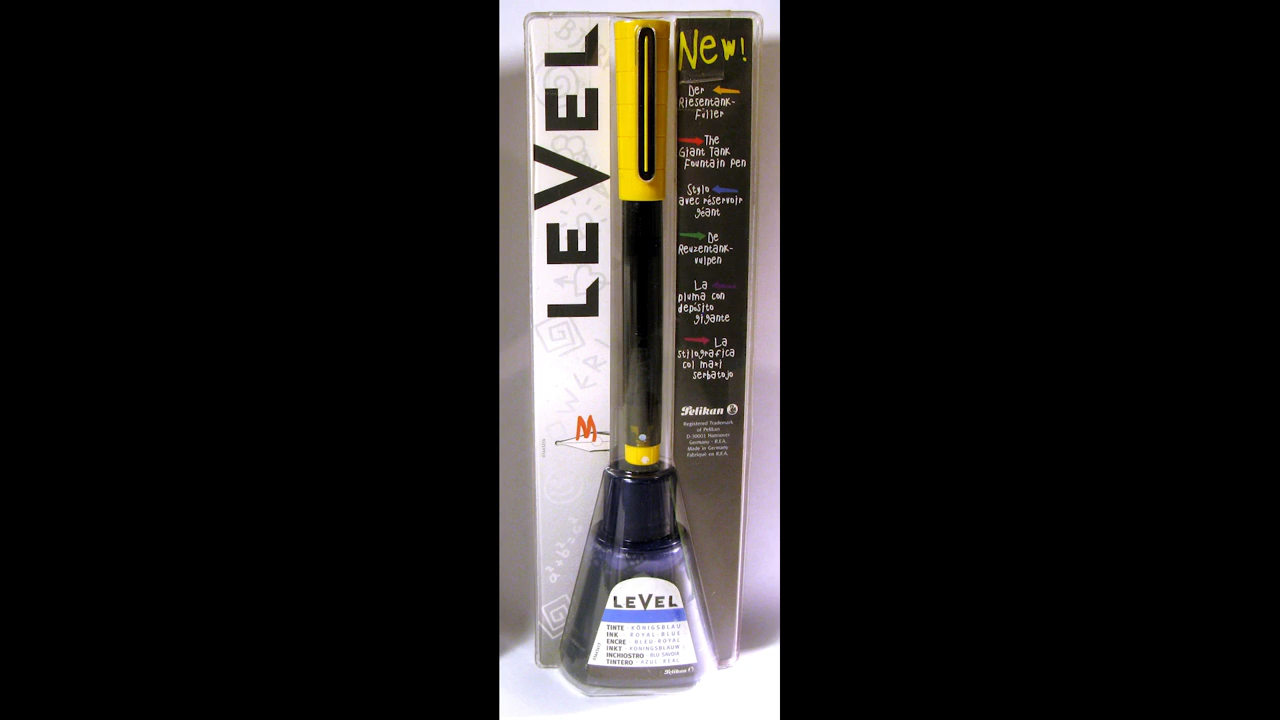 LEVEL
M
New!
Der
Riesentank-
Füller
The
Giant Tank
Fountain pen
Stylo
avec réservoir
géant
De
Reuzentank-
vulpen
La
pluma con
depósito
gigante
La
stilografica
col maxi
serbatoio
Pelikan
Registered Trademark
of Pelikan
D-30001 Hannover
Germany - R.F.A.
Made in Germany
Fabriqué en R.F.A.
a²+b²=c²
LEVEL
TINTE - KÖNIGSBLAU
INK - ROYAL-BLUE
ENCRE - BLEU ROYAL
INKT - KONINGSBLAUW
INCHIOSTRO - BLU SAVOIA
TINTERO - AZUL REAL
Pelikan